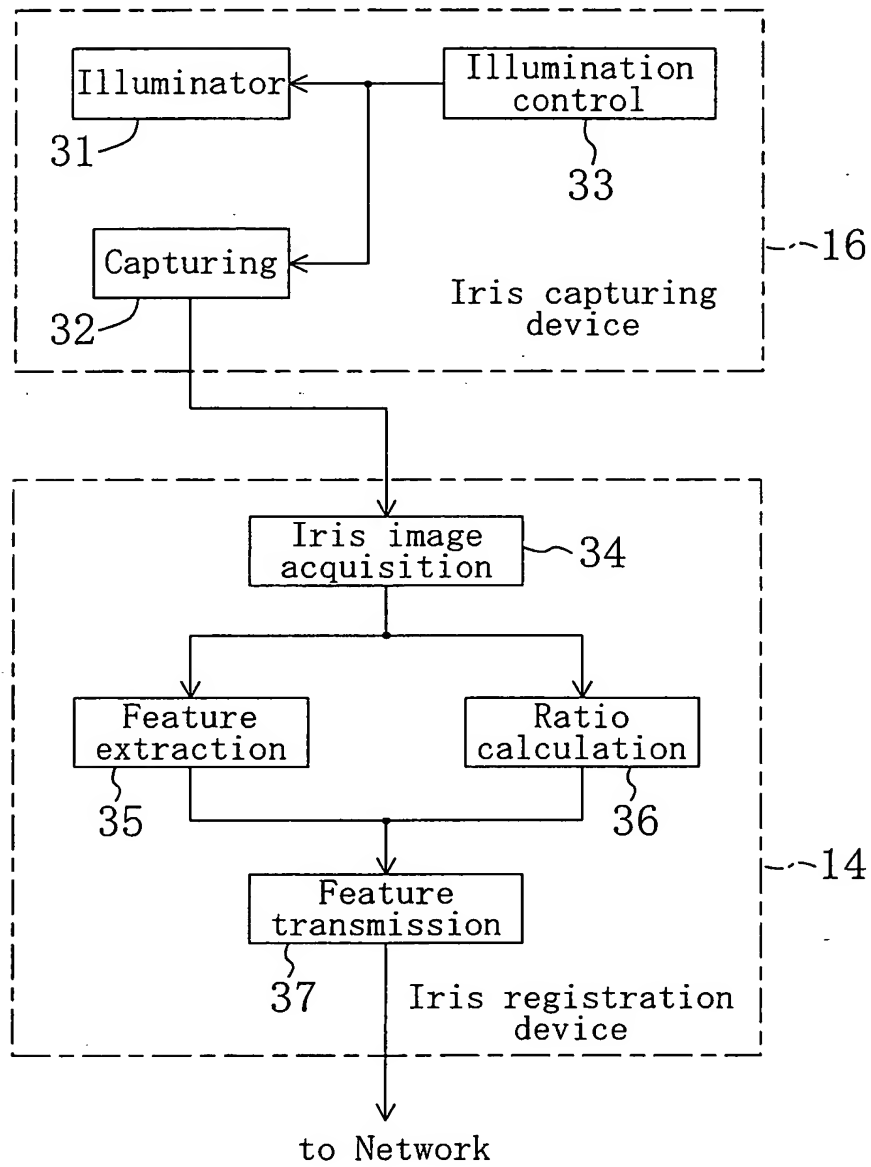 Illuminator
31
Illumination
control
33
Capturing
32
Iris capturing
device
16
Iris image
acquisition
34
Feature
extraction
35
Ratio
calculation
36
Feature
transmission
37
Iris registration
device
14
to Network